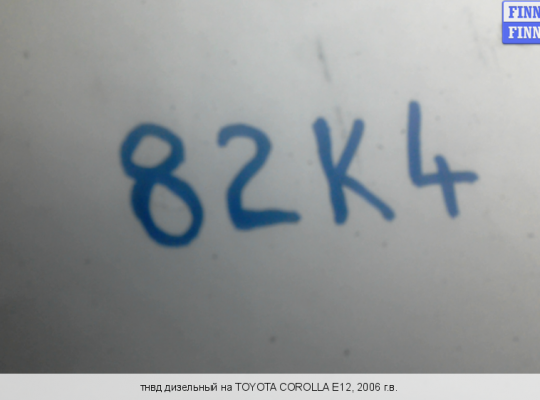 FINN
FINN
82K4
тнвд дизельный на TOYOTA COROLLA E12, 2006 г.в.